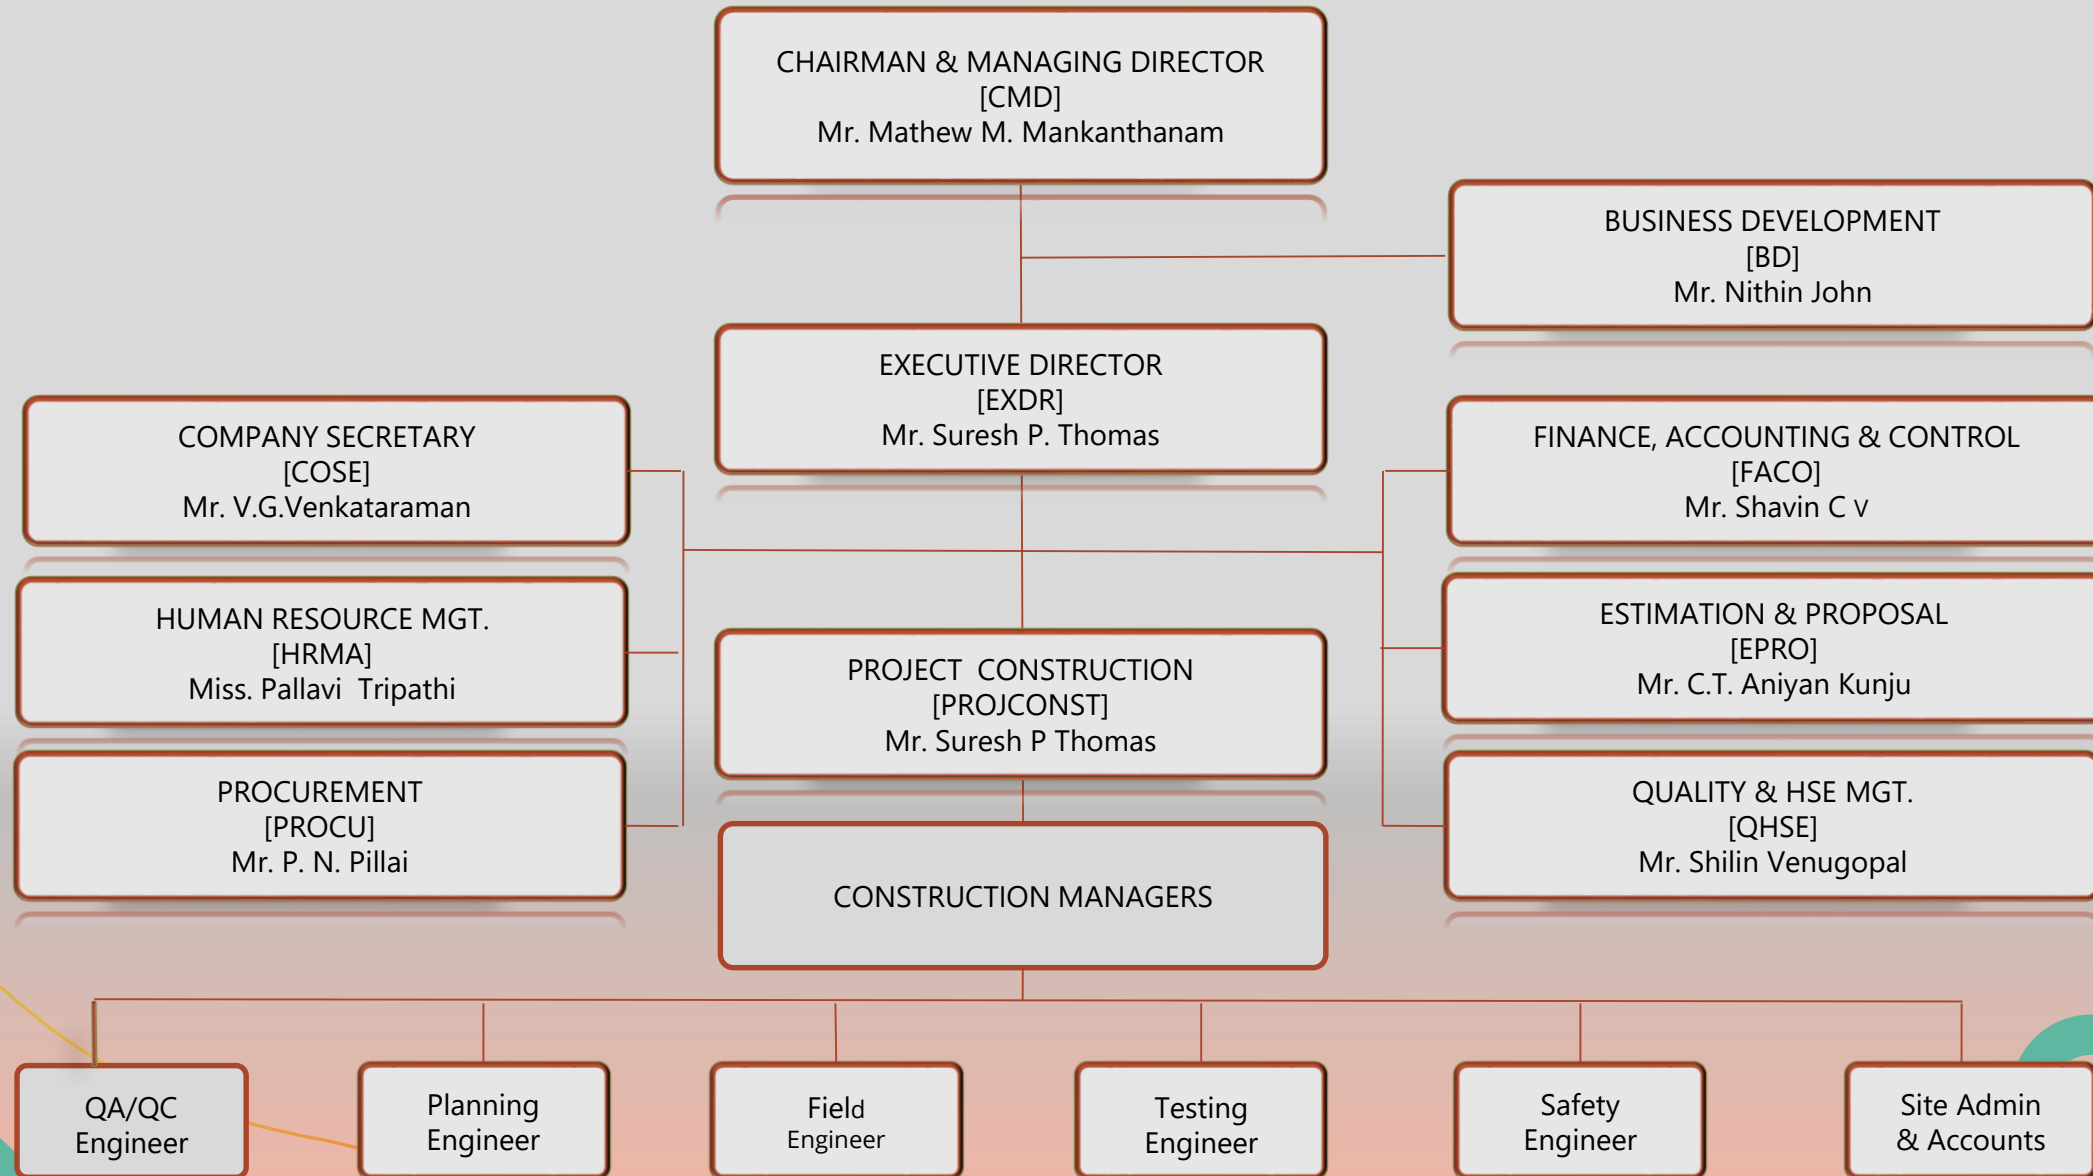 CHAIRMAN & MANAGING DIRECTOR
[CMD]
Mr. Mathew M. Mankanthanam
BUSINESS DEVELOPMENT
[BD]
Mr. Nithin John
EXECUTIVE DIRECTOR
[EXDR]
Mr. Suresh P. Thomas
COMPANY SECRETARY
[COSE]
Mr. V.G.Venkataraman
FINANCE, ACCOUNTING & CONTROL
[FACO]
Mr. Shavin C V
HUMAN RESOURCE MGT.
[HRMA]
Miss. Pallavi Tripathi
PROJECT CONSTRUCTION
[PROJCONST]
Mr. Suresh P Thomas
ESTIMATION & PROPOSAL
[EPRO]
Mr. C.T. Aniyan Kunju
PROCUREMENT
[PROCU]
Mr. P. N. Pillai
QUALITY & HSE MGT.
[QHSE]
Mr. Shilin Venugopal
CONSTRUCTION MANAGERS
QA/QC
Engineer
Planning
Engineer
Field
Engineer
Testing
Engineer
Safety
Engineer
Site Admin
& Accounts